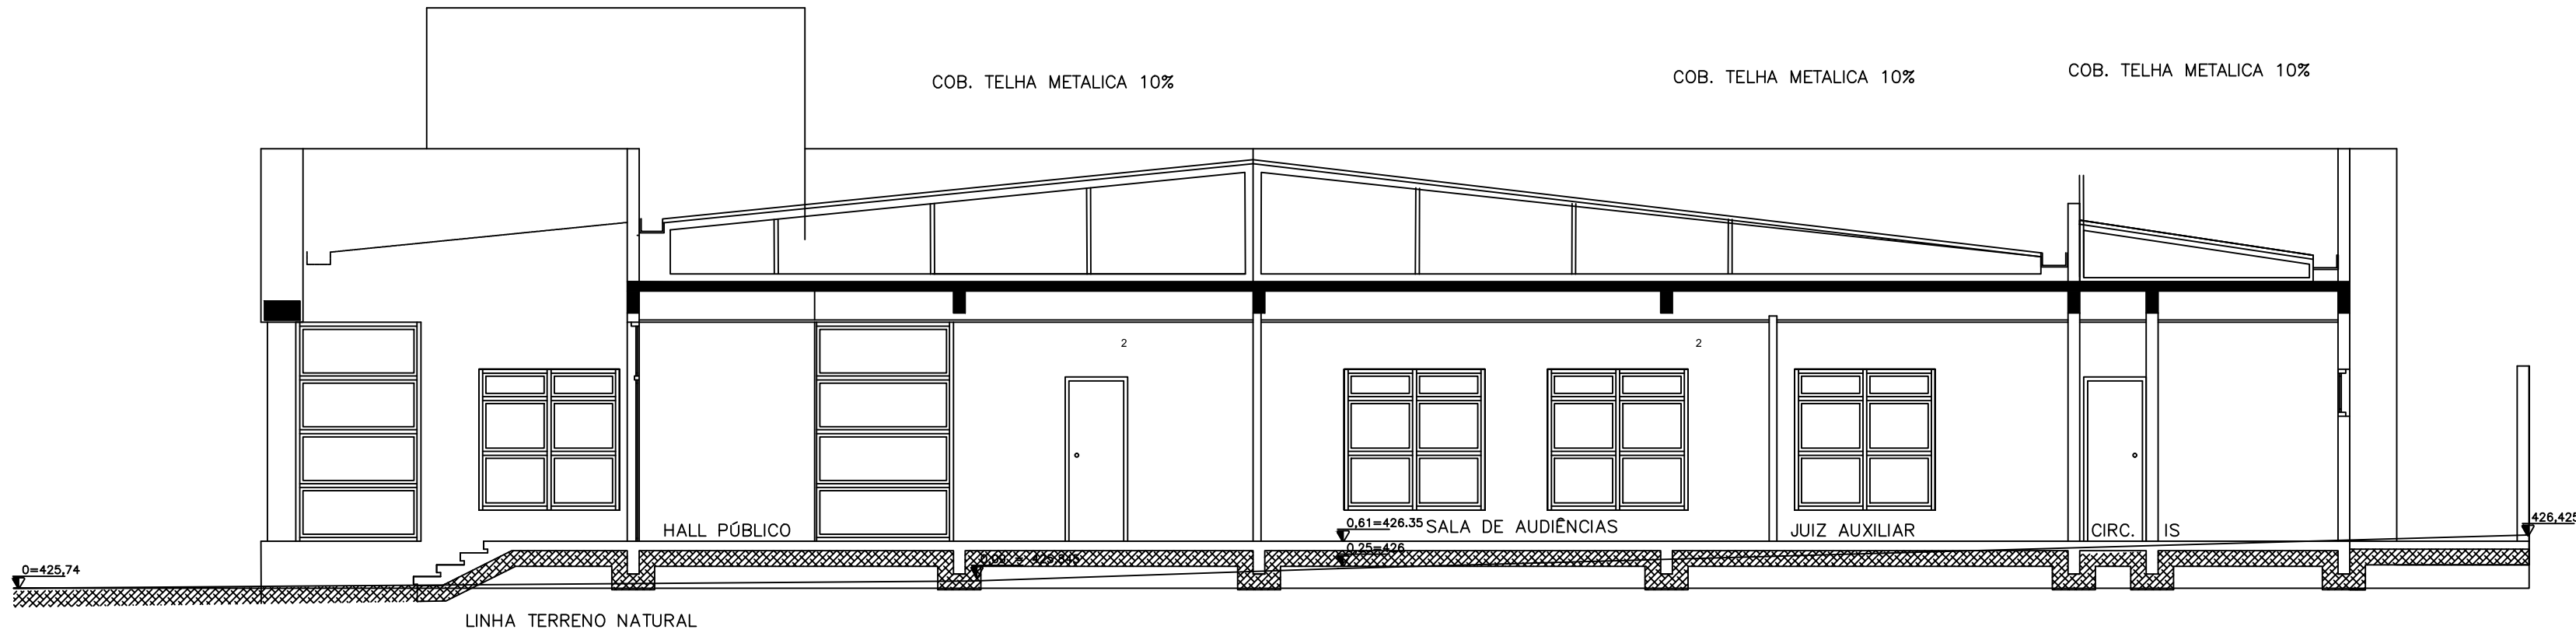 COB. TELHA METALICA 10%
COB. TELHA METALICA 10%
COB. TELHA METALICA 10%
2
2
HALL PÚBLICO
0,61=426.35
SALA DE AUDIÊNCIAS
JUIZ AUXILIAR
CIRC.
IS
426,425
0,25=426
0=425,74
LINHA TERRENO NATURAL